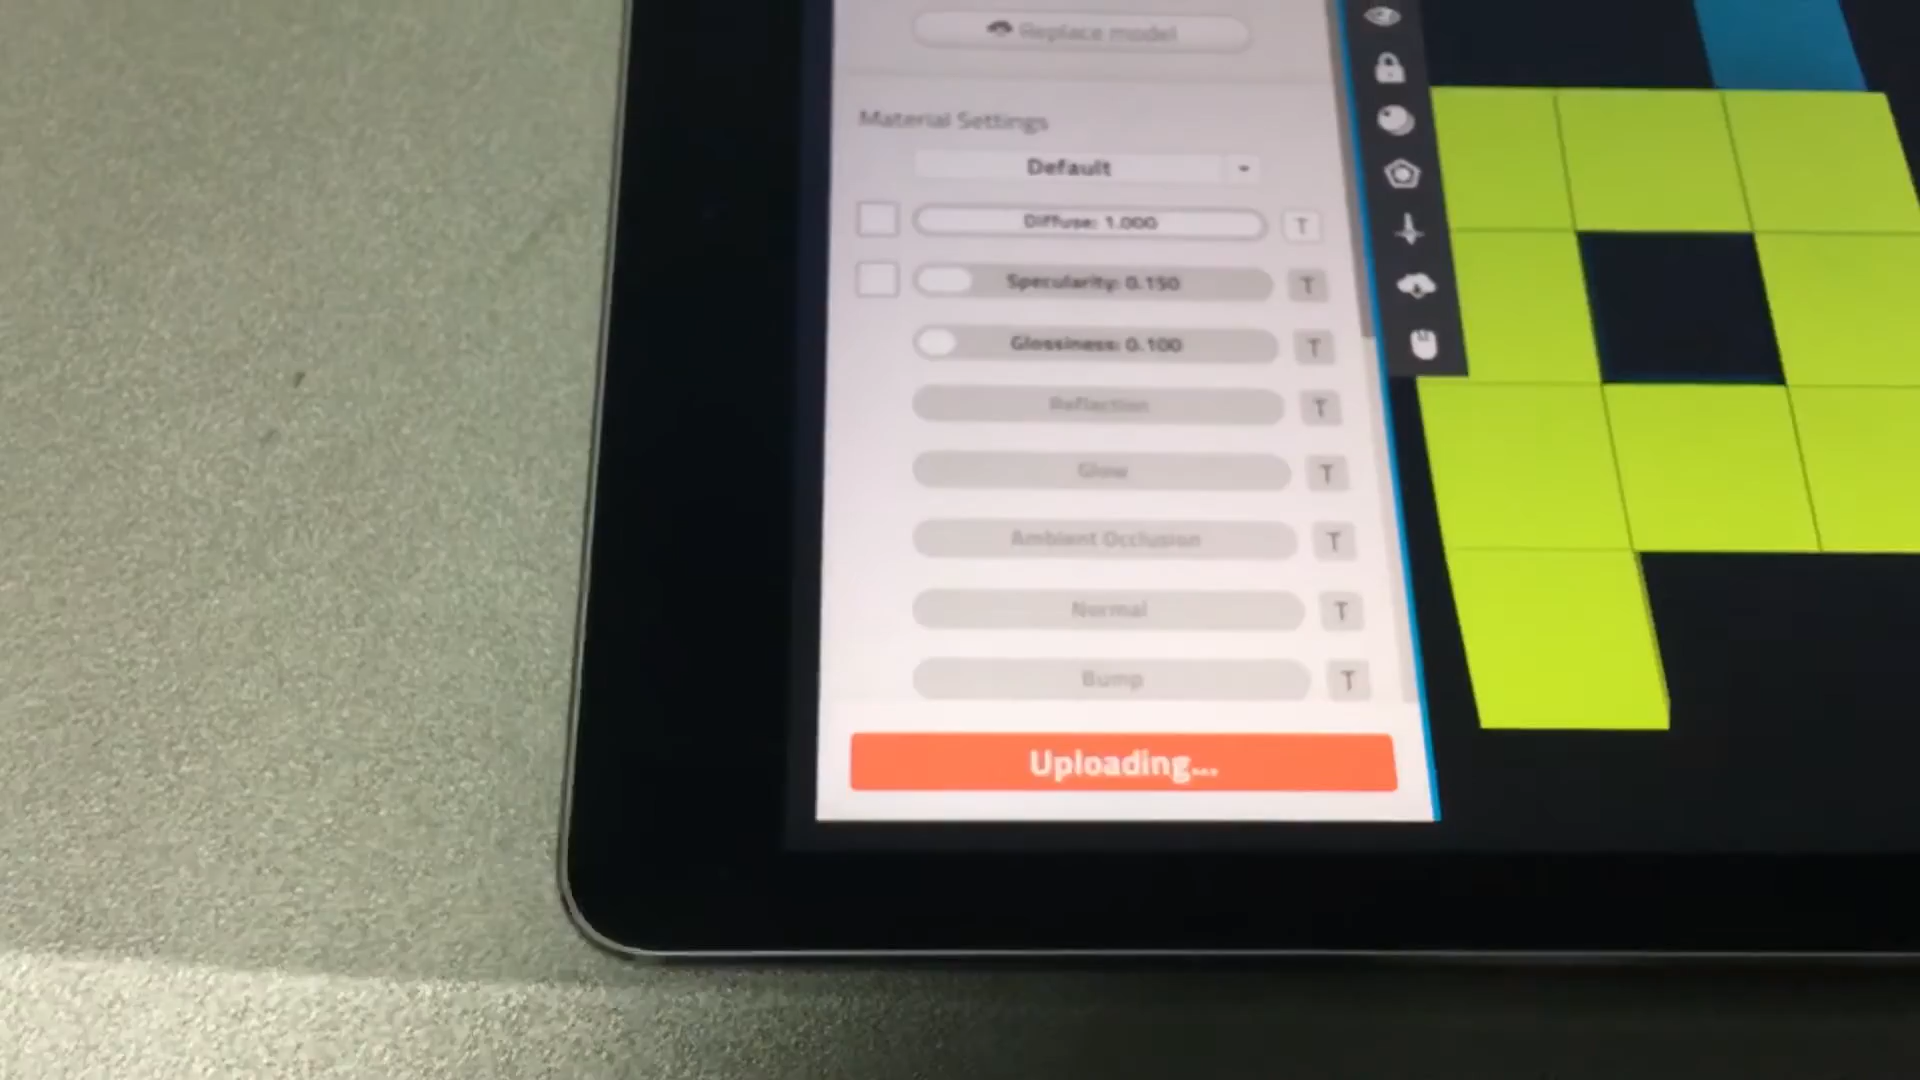 Replace model
Material Settings
Default
Diffuse: 1.000 T
Specularity: 0.150 T
Glossiness: 0.100 T
Reflection T
Glow T
Ambient Occlusion T
Normal T
Bump T
Uploading...